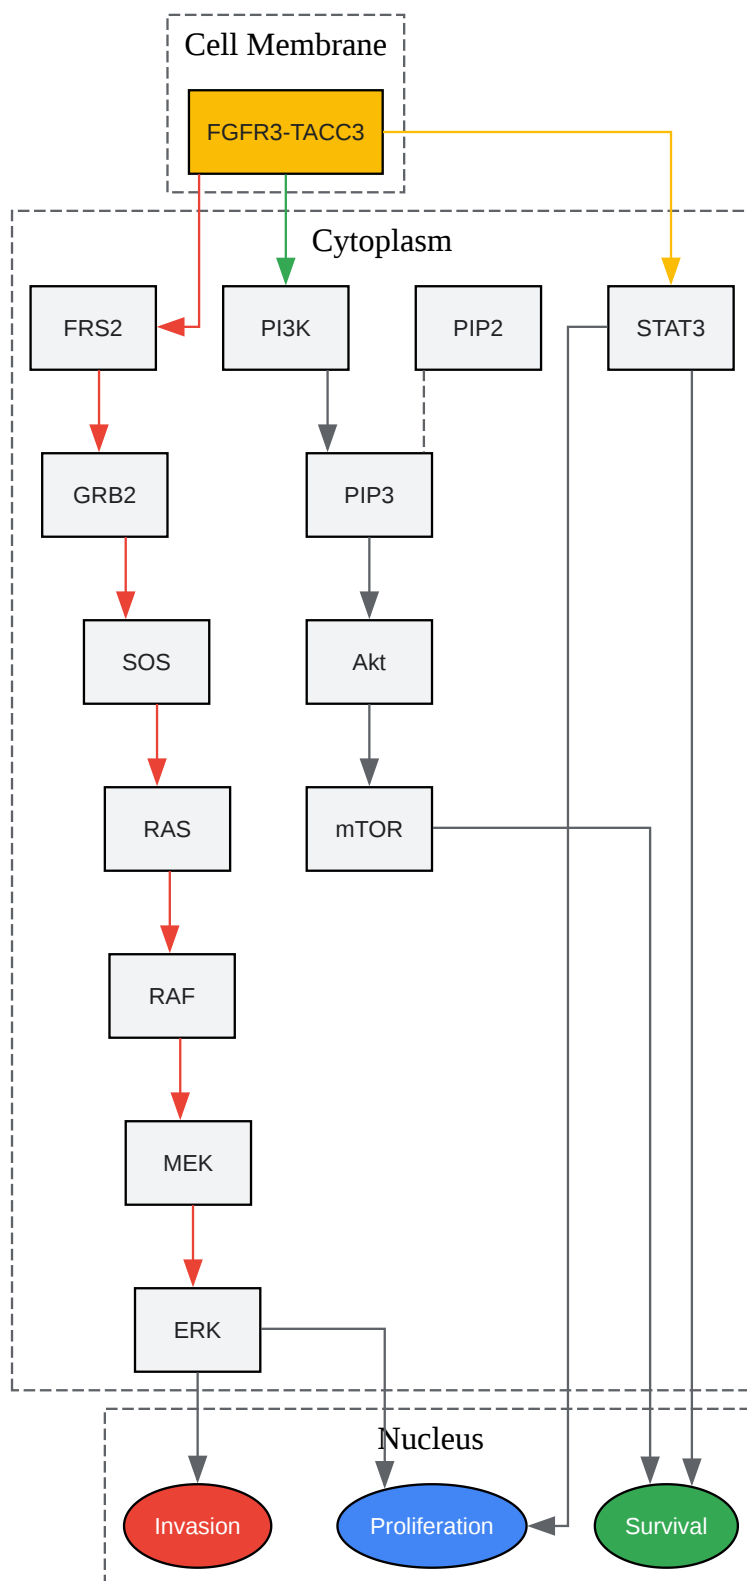 Cell Membrane
FGFR3-TACC3
Cytoplasm
FRS2
PI3K
PIP2
STAT3
GRB2
PIP3
SOS
Akt
RAS
mTOR
RAF
MEK
ERK
Nucleus
Invasion
Proliferation
Survival